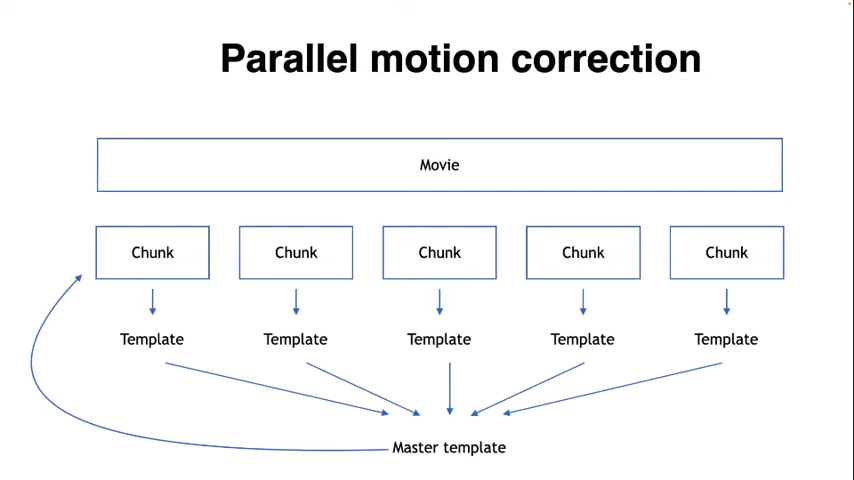 Parallel motion correction
Movie
Chunk Chunk Chunk Chunk Chunk
Template Template Template Template Template
Master template